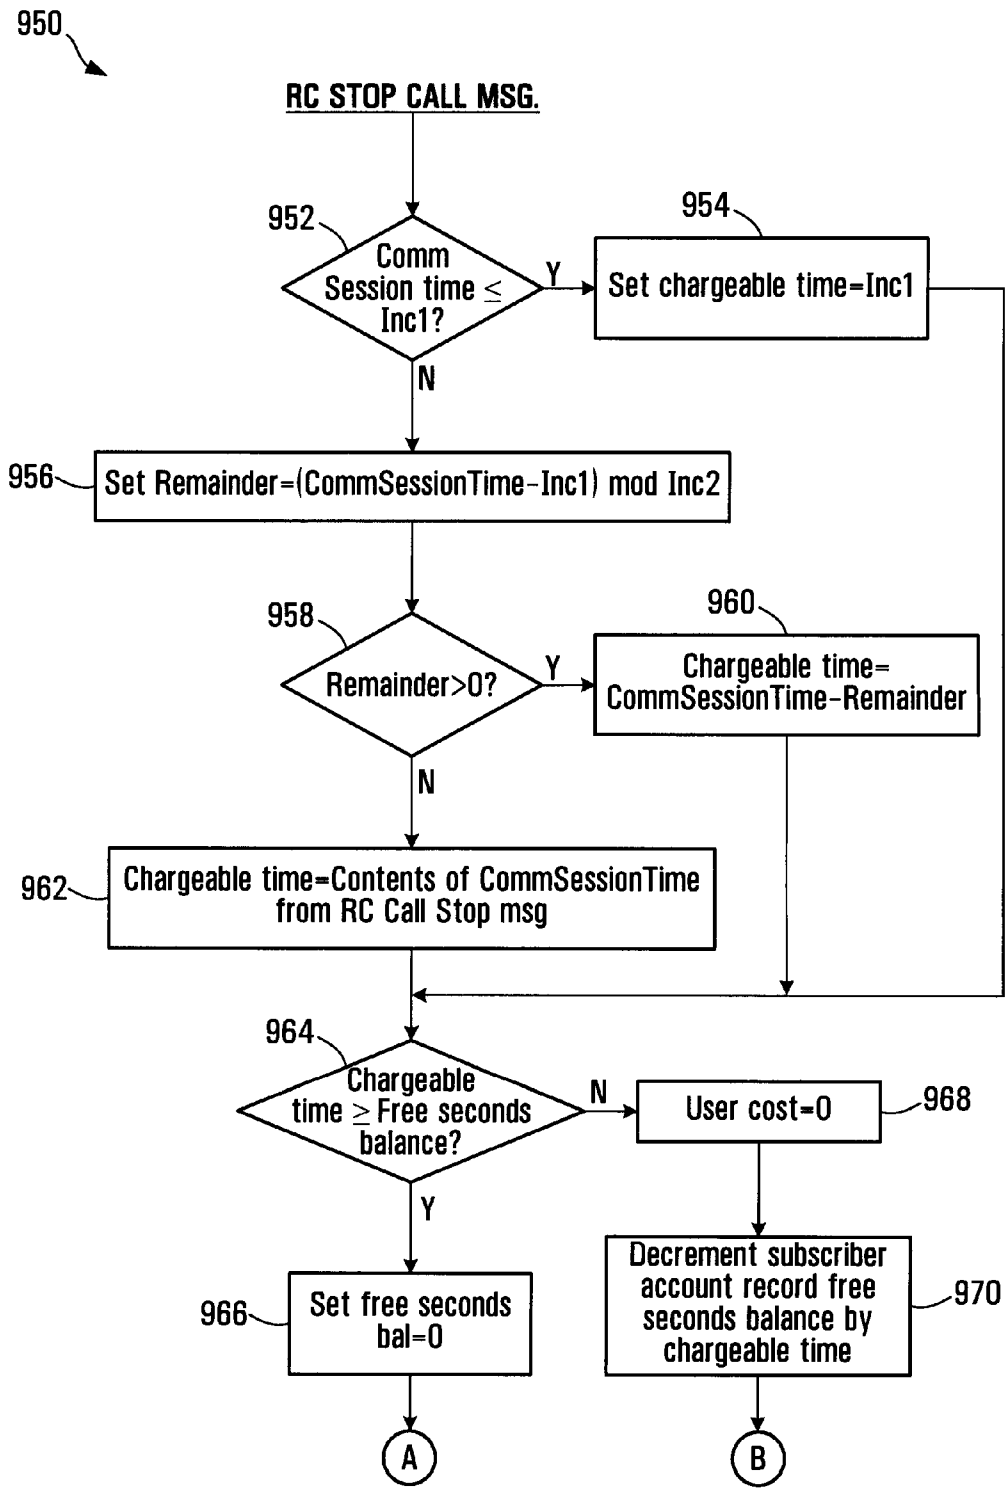 950
RC STOP CALL MSG.
952
Comm
Session time ≤
Inc1?
Y
954
Set chargeable time=Inc1
N
956
Set Remainder=(CommSessionTime-Inc1) mod Inc2
958
Remainder>0?
Y
960
Chargeable time=
CommSessionTime-Remainder
N
962
Chargeable time=Contents of CommSessionTime
from RC Call Stop msg
964
Chargeable
time ≥ Free seconds
balance?
N
User cost=0
968
Y
966
Set free seconds
bal=0
Decrement subscriber
account record free
seconds balance by
chargeable time
970
A
B